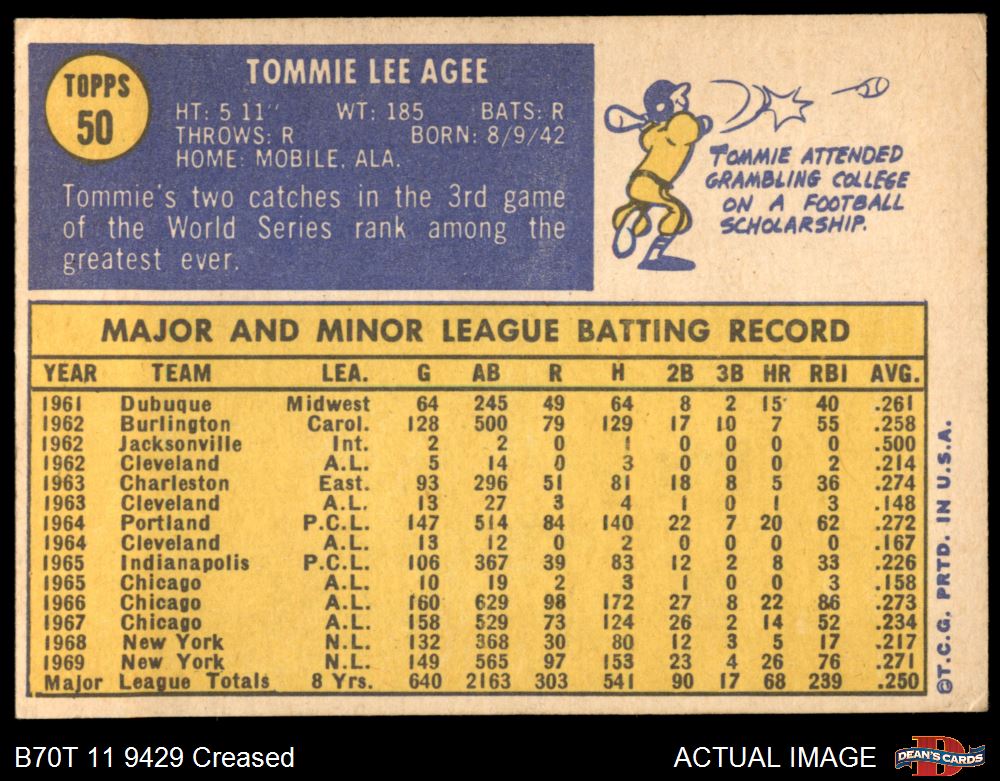 TOPPS
50
TOMMIE LEE AGEE
HT: 5 11" WT: 185 BATS: R
THROWS: R BORN: 8/9/42
HOME: MOBILE, ALA.
Tommie's two catches in the 3rd game
of the World Series rank among the
greatest ever.
TOMMIE ATTENDED
GRAMBLING COLLEGE
ON A FOOTBALL
SCHOLARSHIP.
MAJOR AND MINOR LEAGUE BATTING RECORD
YEAR TEAM LEA. G AB R H 2B 3B HR RBI AVG.
1961 Dubuque Midwest 64 245 49 64 8 2 15 40 .261
1962 Burlington Carol. 128 500 79 129 17 10 7 55 .258
1962 Jacksonville Int. 2 2 0 1 0 0 0 0 .500
1962 Cleveland A.L. 5 14 0 3 0 0 0 2 .214
1963 Charleston East. 93 296 51 81 18 8 5 36 .274
1963 Cleveland A.L. 13 27 3 4 1 0 1 3 .148
1964 Portland P.C.L. 147 514 84 140 22 7 20 62 .272
1964 Cleveland A.L. 13 12 0 2 0 0 0 0 .167
1965 Indianapolis P.C.L. 106 367 39 83 12 2 8 33 .226
1965 Chicago A.L. 10 19 2 3 1 0 0 3 .158
1966 Chicago A.L. 160 629 98 172 27 8 22 86 .273
1967 Chicago A.L. 158 529 73 124 26 2 14 52 .234
1968 New York N.L. 132 368 30 80 12 3 5 17 .217
1969 New York N.L. 149 565 97 153 23 4 26 76 .271
Major League Totals 8 Yrs. 640 2163 303 541 90 17 68 239 .250
©T.C.G. PRTD. IN U.S.A.
B70T 11 9429 Creased
ACTUAL IMAGE
D
DEAN'S CARDS